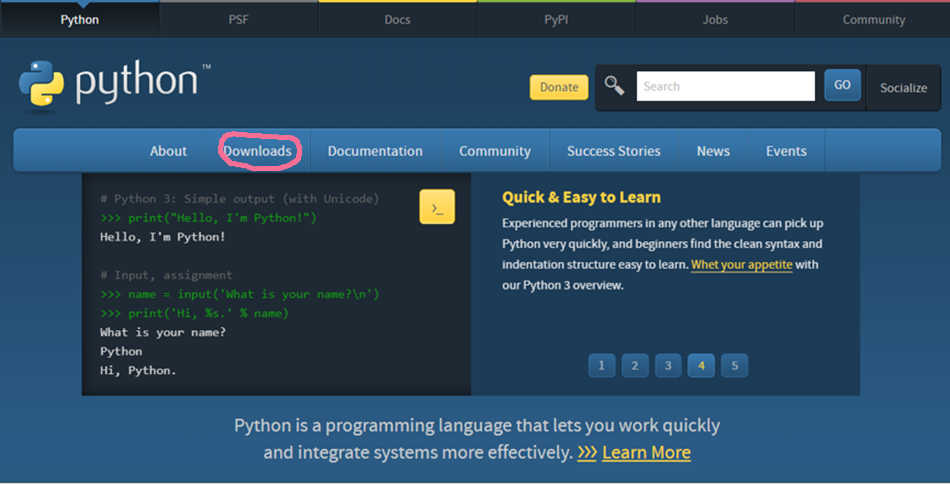 Python PSF Docs PyPI Jobs Community
python™
Donate Search GO Socialize
About Downloads Documentation Community Success Stories News Events
# Python 3: Simple output (with Unicode)
>>> print("Hello, I'm Python!")
Hello, I'm Python!
# Input, assignment
>>> name = input('What is your name?\n')
>>> print('Hi, %s.' % name)
What is your name?
Python
Hi, Python.
>_
Quick & Easy to Learn
Experienced programmers in any other language can pick up
Python very quickly, and beginners find the clean syntax and
indentation structure easy to learn. Whet your appetite with
our Python 3 overview.
1 2 3 4 5
Python is a programming language that lets you work quickly
and integrate systems more effectively. >>> Learn More